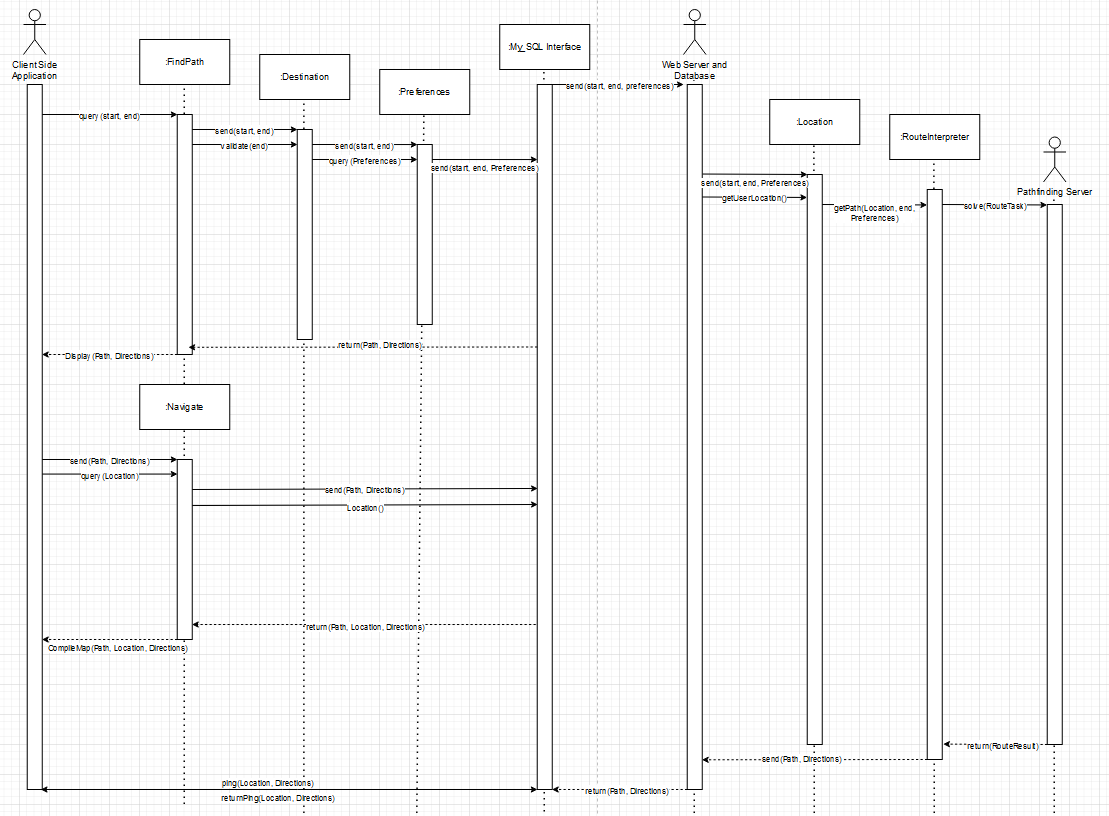 Client Side
Application
:FindPath
:Destination
:Preferences
:My_SQL Interface
Web Server and
Database
:Location
:RouteInterpreter
Pathfinding Server
send(start, end, preferences)
query (start, end)
send(start, end)
validate(end)
send(start, end)
query (Preferences)
send(start, end, Preferences)
send(start, end, Preferences)
getUserLocation()
getPath(Location, end,
Preferences)
solve(RouteTask)
return(Path, Directions)
Display (Path, Directions)
:Navigate
send(Path, Directions)
query (Location)
send(Path, Directions)
Location()
return(Path, Location, Directions)
CompileMap(Path, Location, Directions)
return(RouteResult)
send(Path, Directions)
ping(Location, Directions)
returnPing(Location, Directions)
return(Path, Directions)